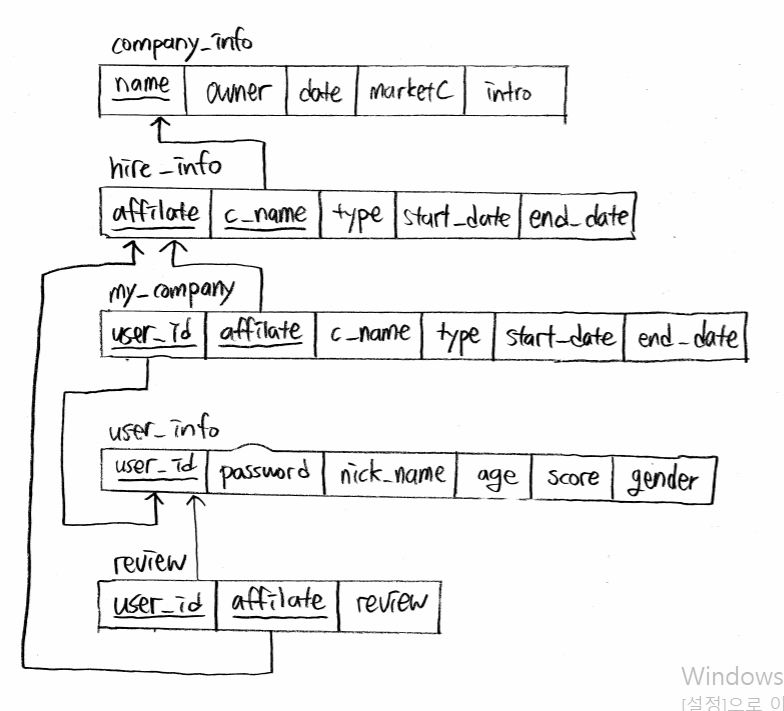 company_info
name owner date marketC intro
hire_info
affilate c_name type start_date end_date
my_company
user_id affilate c_name type start_date end_date
user_info
user_id password nick_name age score gender
review
user_id affilate review
Windows
[설정]으로 이